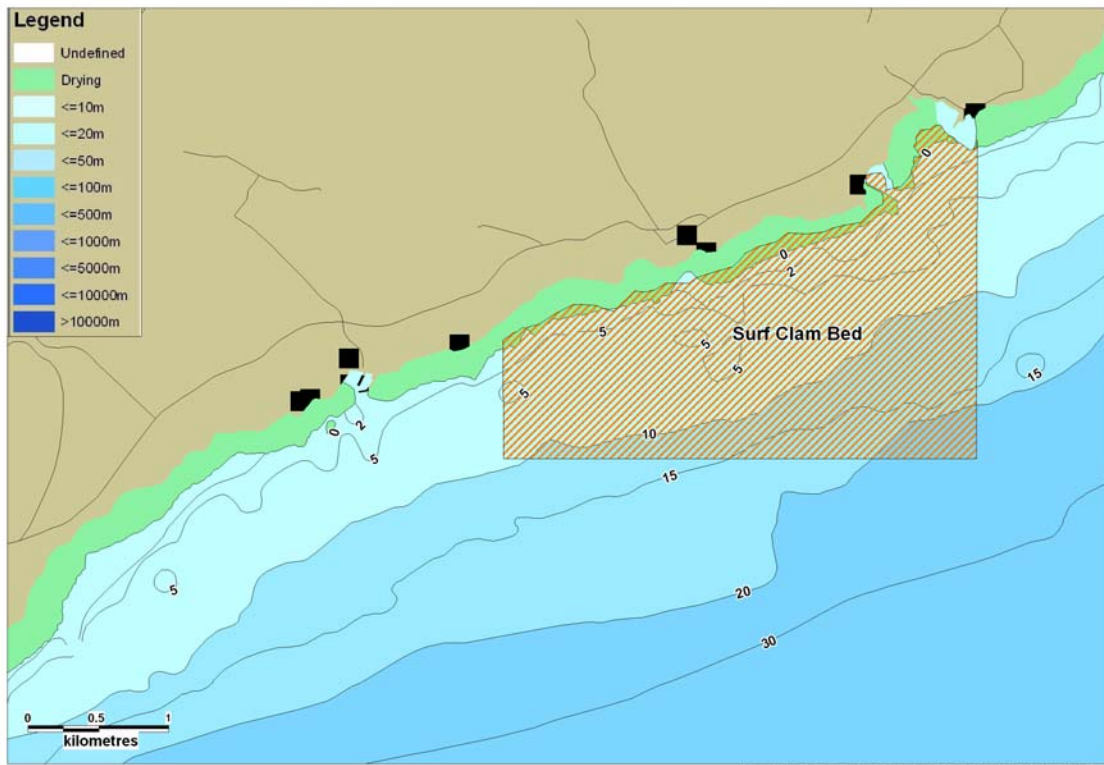 Legend
Undefined
Drying
<=10m
<=20m
<=50m
<=100m
<=500m
<=1000m
<=5000m
<=10000m
>10000m
0
0
2
5
Surf Clam Bed
5
5
15
5
10
2
0
5
15
5
20
30
0 0.5 1
kilometres